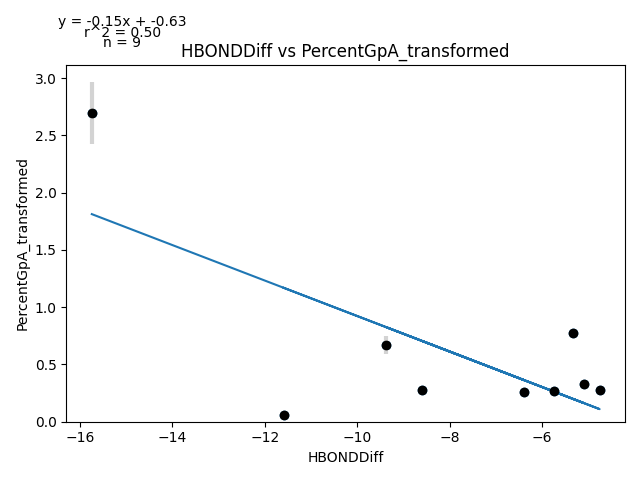 y = -0.15x + -0.63
r^2 = 0.50
n = 9
HBONDDiff vs PercentGpA_transformed
PercentGpA_transformed
3.0
2.5
2.0
1.5
1.0
0.5
0.0
−16
−14
−12
−10
−8
−6
HBONDDiff